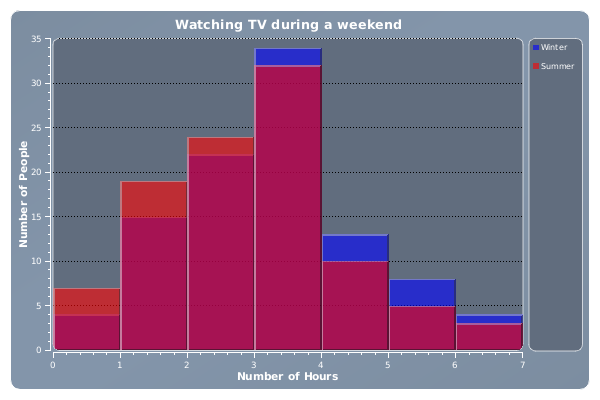 Watching TV during a weekend
Number of People
35
30
25
20
15
10
5
0
0 1 2 3 4 5 6 7
Number of Hours
Winter
Summer